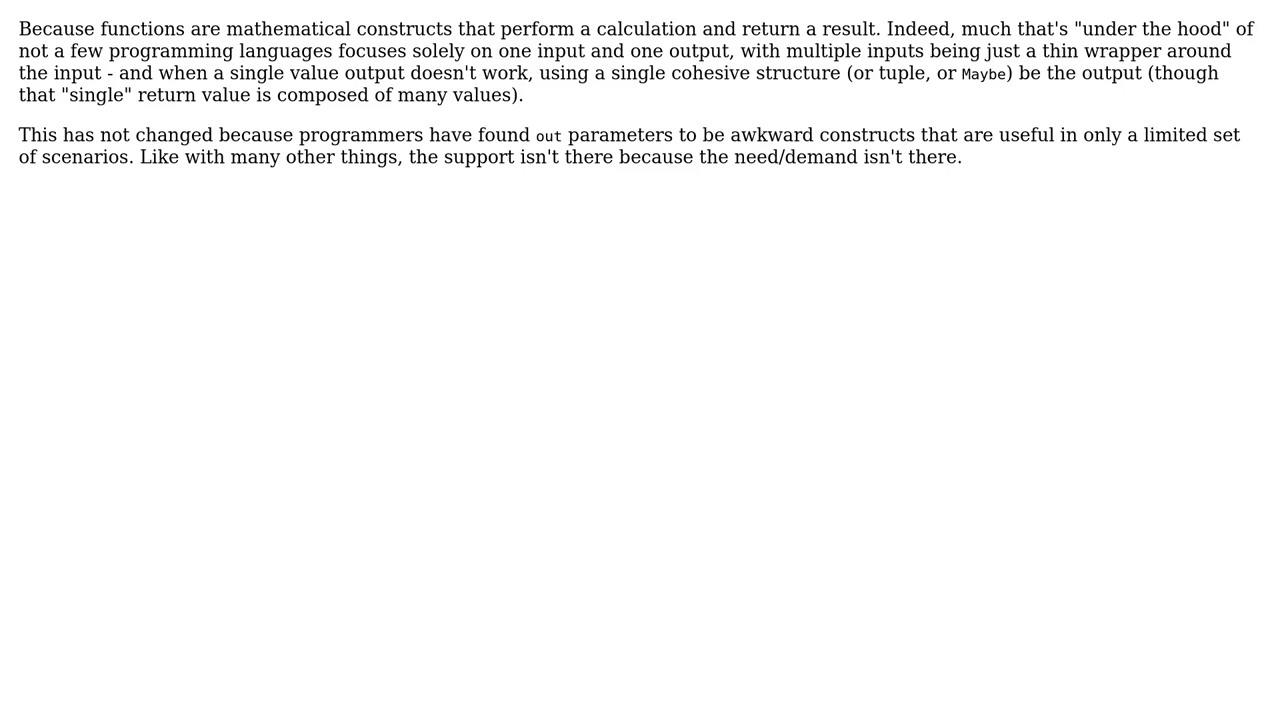 Because functions are mathematical constructs that perform a calculation and return a result. Indeed, much that's "under the hood" of
not a few programming languages focuses solely on one input and one output, with multiple inputs being just a thin wrapper around
the input - and when a single value output doesn't work, using a single cohesive structure (or tuple, or Maybe) be the output (though
that "single" return value is composed of many values).
This has not changed because programmers have found out parameters to be awkward constructs that are useful in only a limited set
of scenarios. Like with many other things, the support isn't there because the need/demand isn't there.